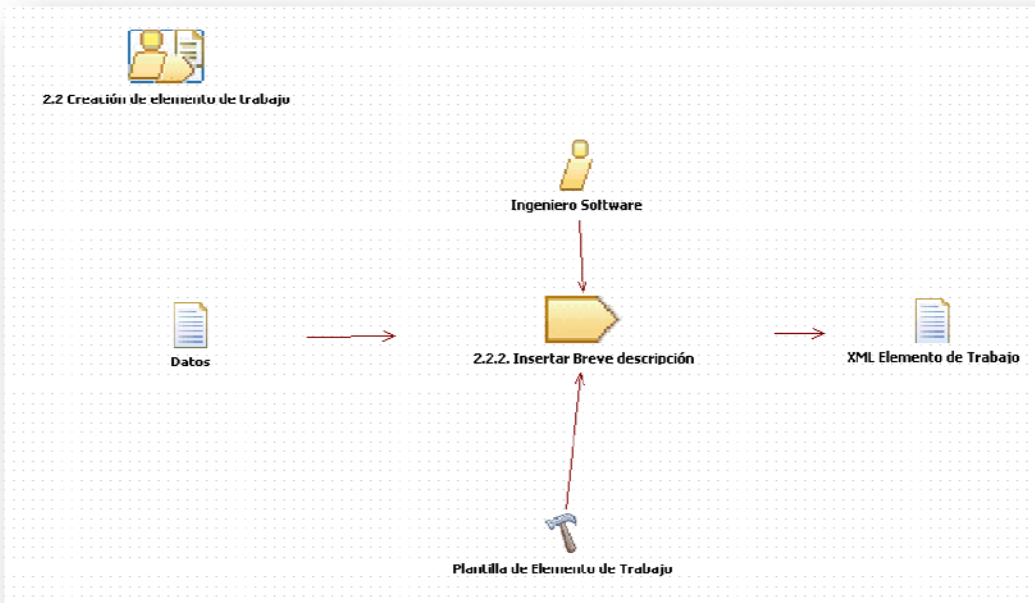 2.2 Creación de elemento de trabajo
Ingeniero Software
Datos
2.2.2. Insertar Breve descripción
XML Elemento de Trabajo
Plantilla de Elemento de Trabajo